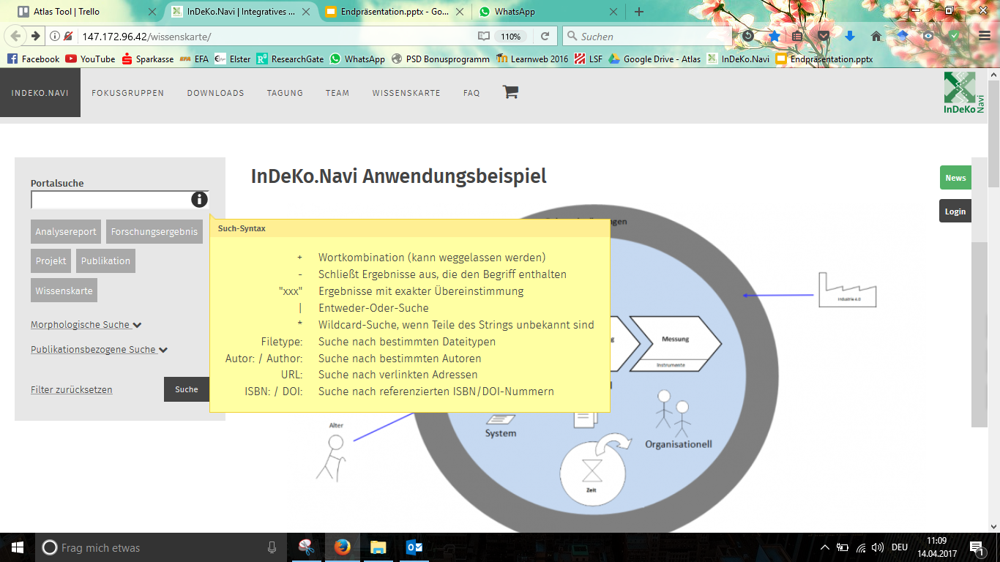 Atlas Tool | Trello
InDeKo.Navi | Integratives ...
Endpräsentation.pptx - Go...
WhatsApp
147.172.96.42/wissenskarte/
110%
Suchen
Facebook
YouTube
Sparkasse
EFA
Elster
ResearchGate
WhatsApp
PSD Bonusprogramm
Learnweb 2016
LSF
Google Drive - Atlas
InDeKo.Navi
Endpräsentation.pptx
INDEKO.NAVI
FOKUSGRUPPEN
DOWNLOADS
TAGUNG
TEAM
WISSENSKARTE
FAQ
InDeKo
Navi
Portalsuche
Analysereport
Forschungsergebnis
Projekt
Publikation
Wissenskarte
Morphologische Suche
Publikationsbezogene Suche
Filter zurücksetzen
Suche
InDeKo.Navi Anwendungsbeispiel
News
Login
Such-Syntax
+ Wortkombination (kann weggelassen werden)
- Schließt Ergebnisse aus, die den Begriff enthalten
"xxx" Ergebnisse mit exakter Übereinstimmung
| Entweder-Oder-Suche
* Wildcard-Suche, wenn Teile des Strings unbekannt sind
Filetype: Suche nach bestimmten Dateitypen
Autor: / Author: Suche nach bestimmten Autoren
URL: Suche nach verlinkten Adressen
ISBN: / DOI: Suche nach referenzierten ISBN/DOI-Nummern
Industrie 4.0
Messung
Instrumente
Alter
System
Organisationell
Zeit
Frag mich etwas
DEU
11:09
14.04.2017
1